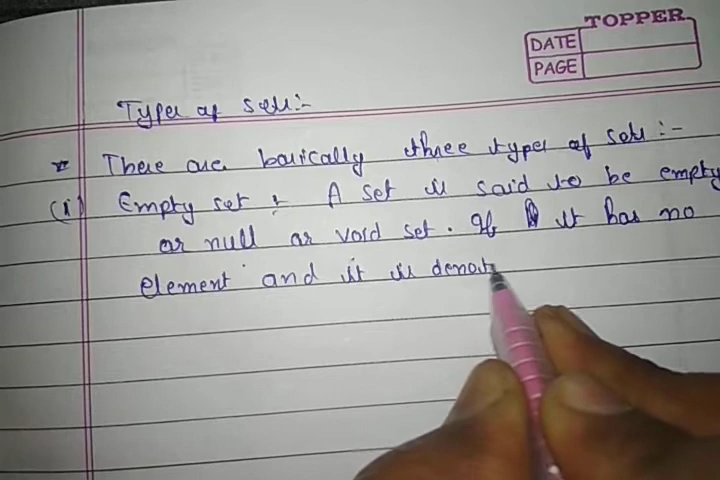 TOPPER
DATE
PAGE
Types of sets:-
* There are basically three types of sets :-
(i) Empty set : A set is said to be empty
or null or void set. If it has no
element and it is denot